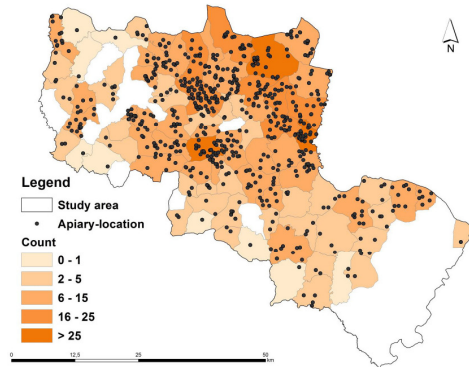 N
Legend
Study area
Apiary-location
Count
0 - 1
2 - 5
6 - 15
16 - 25
> 25
0 12,5 25 50
km